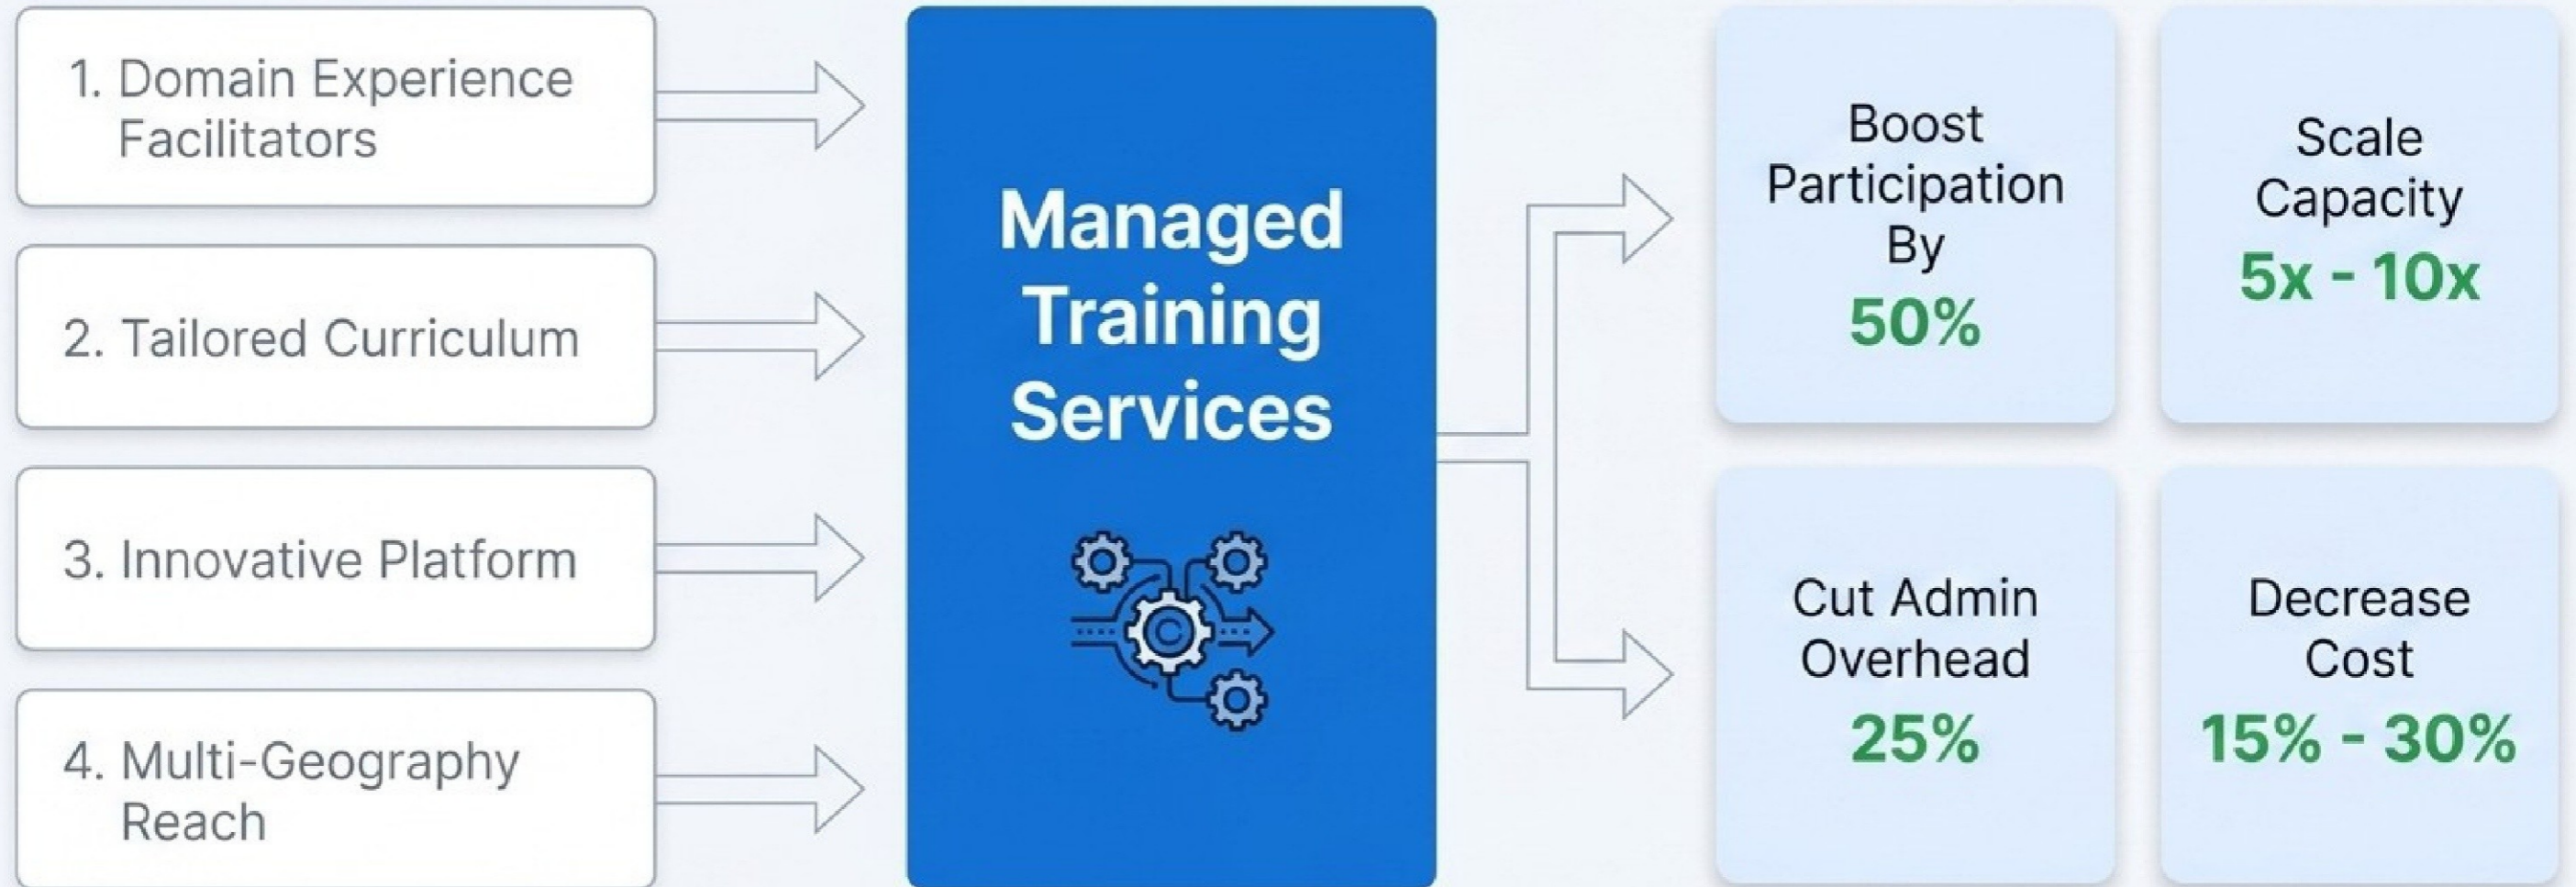 1. Domain Experience
Facilitators
2. Tailored Curriculum
3. Innovative Platform
4. Multi-Geography
Reach
Managed
Training
Services
C
Boost
Participation
By
50%
Scale
Capacity
5x - 10x
Cut Admin
Overhead
25%
Decrease
Cost
15% - 30%